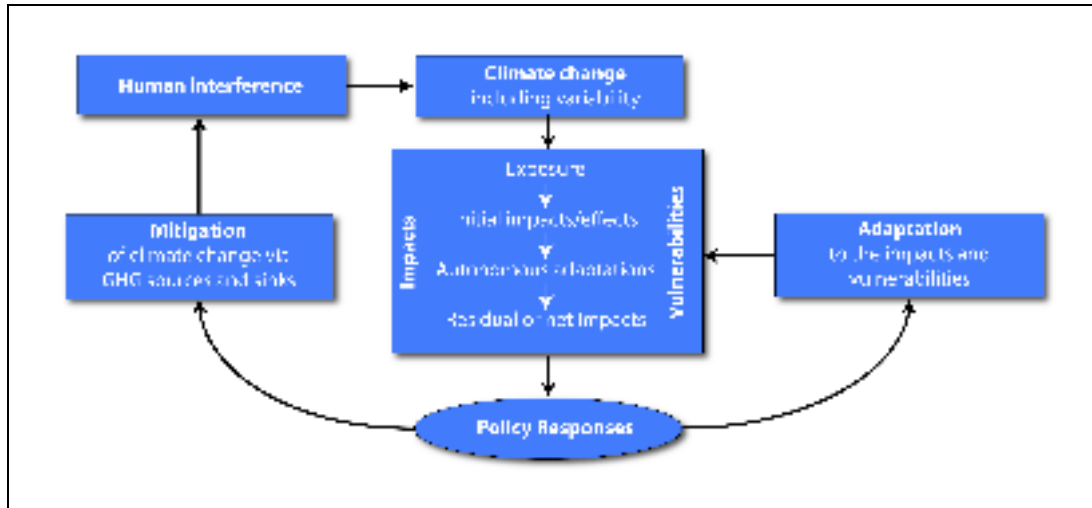 Human Interference
Climate change
including variability
Exposure
Initial impacts/effects
Autonomous adaptations
Residual or net impacts
Impacts
Vulnerabilities
Mitigation
of climate change via
GHG sources and sinks
Adaptation
to the impacts and
vulnerabilities
Policy Responses